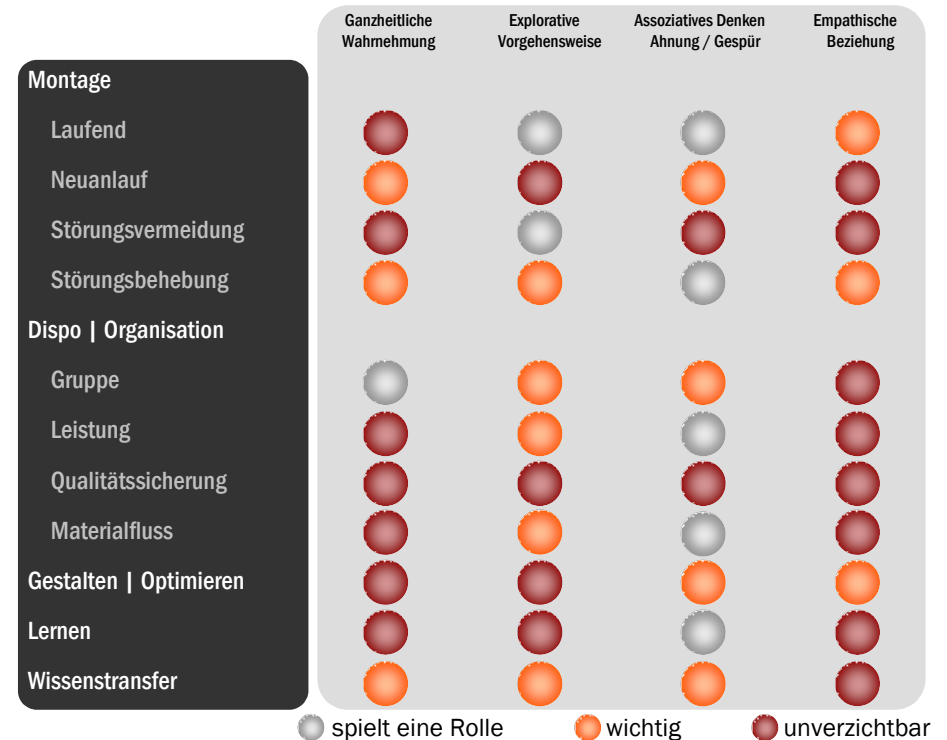 Ganzheitliche Wahrnehmung
Explorative Vorgehensweise
Assoziatives Denken Ahnung / Gespür
Empathische Beziehung
Montage
Laufend
Neuanlauf
Störungsvermeidung
Störungsbehebung
Dispo | Organisation
Gruppe
Leistung
Qualitätssicherung
Materialfluss
Gestalten | Optimieren
Lernen
Wissenstransfer
spielt eine Rolle
wichtig
unverzichtbar